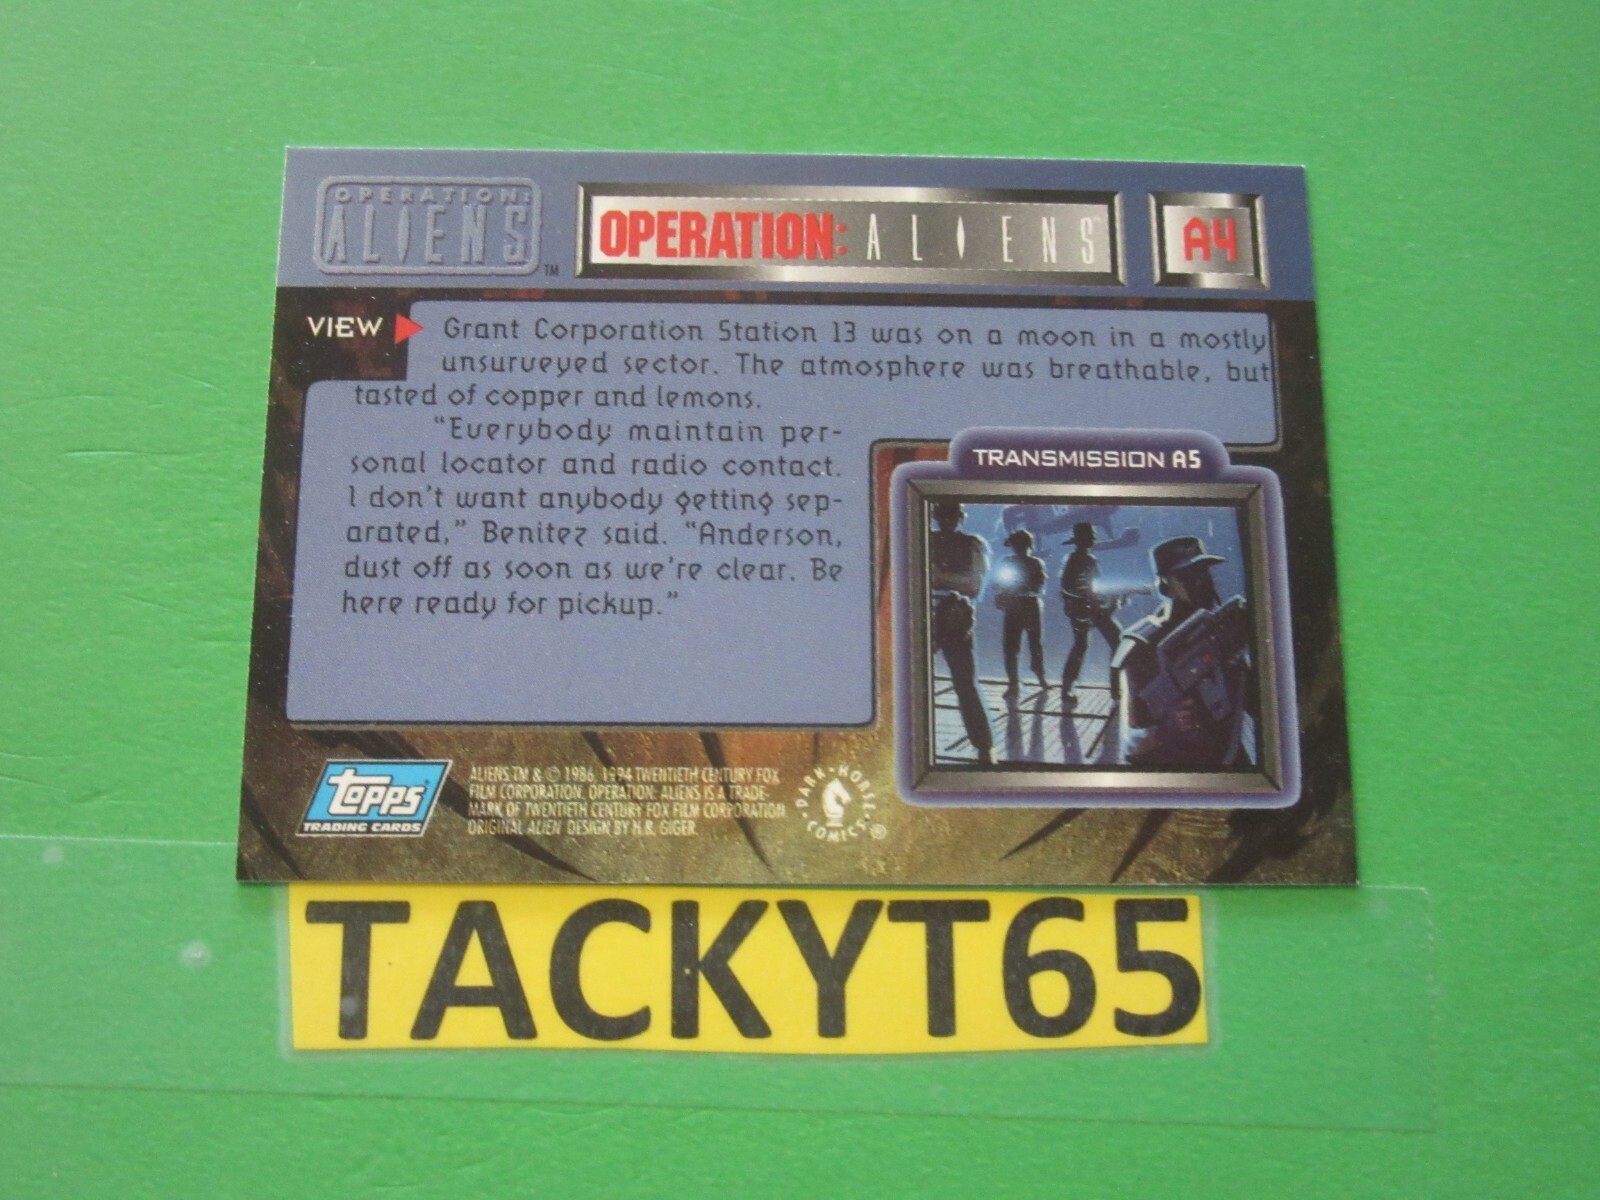 OPERATION:
ALIENS
TM
OPERATION: ALIENS™
A4
VIEW
Grant Corporation Station 13 was on a moon in a mostly
unsurveyed sector. The atmosphere was breathable, but
tasted of copper and lemons.
“Everybody maintain per-
sonal locator and radio contact.
I don't want anybody getting sep-
arated,” Benitez said. “Anderson,
dust off as soon as we're clear. Be
here ready for pickup.”
TRANSMISSION A5
topps®
TRADING CARDS
ALIENS TM & © 1986, 1994 TWENTIETH CENTURY FOX
FILM CORPORATION. OPERATION: ALIENS IS A TRADE-
MARK OF TWENTIETH CENTURY FOX FILM CORPORATION
ORIGINAL ALIEN DESIGN BY H.R. GIGER.
DARK HORSE COMICS®
TACKYT65